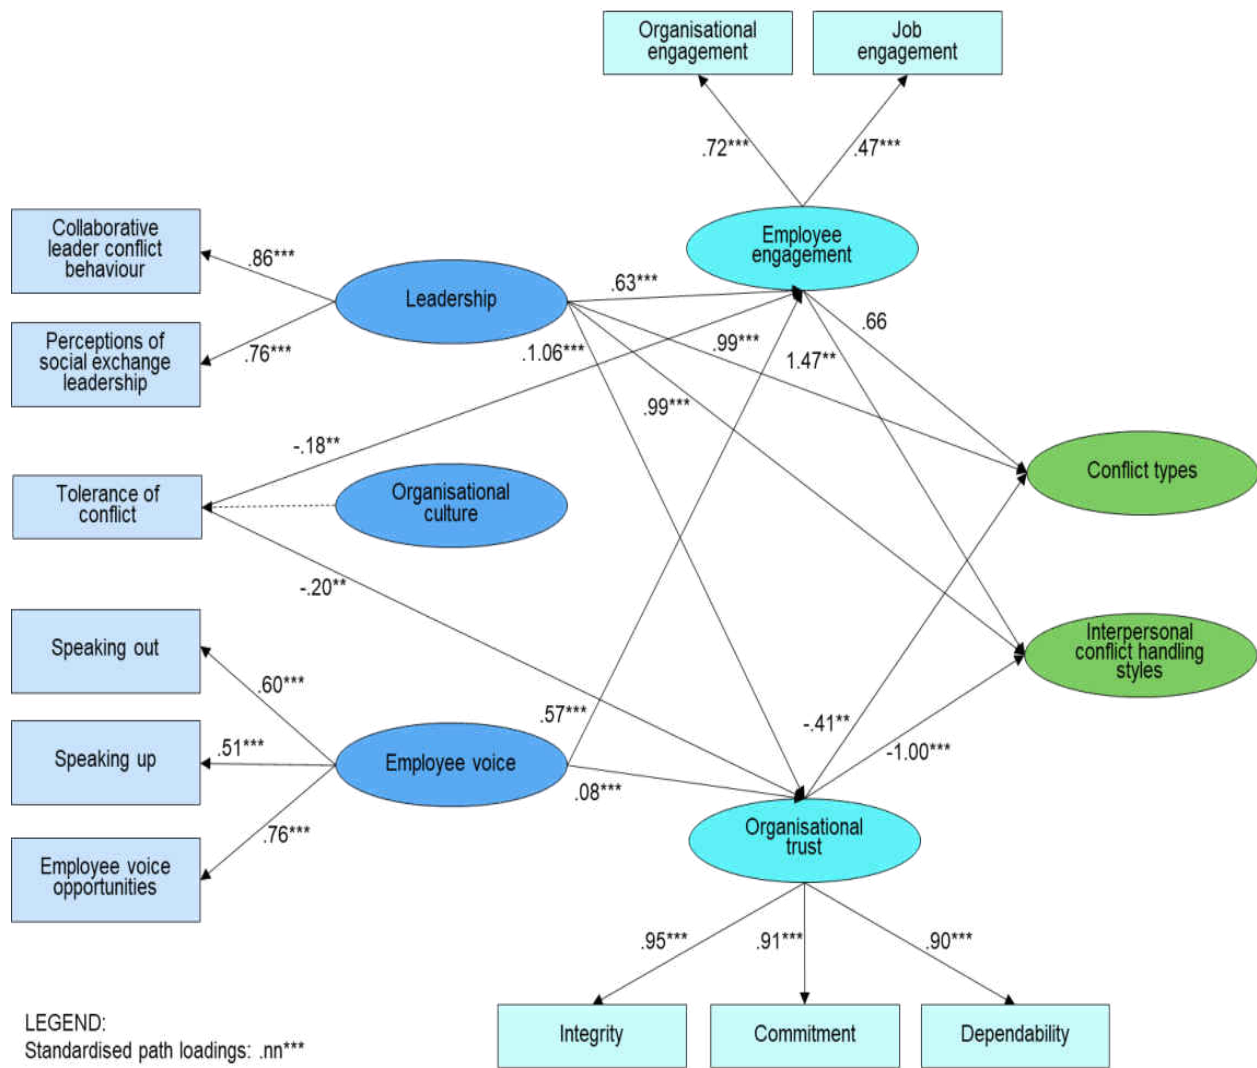 Organisational
engagement
Job
engagement
.72***
.47***
Collaborative
leader conflict
behaviour
.86***
Employee
engagement
Leadership
.63***
Perceptions of
social exchange
leadership
.76***
.1.06***
.99***
1.47**
.66
.99***
-.18**
Tolerance of
conflict
Organisational
culture
Conflict types
-.20**
Speaking out
.60***
Interpersonal
conflict handling
styles
Speaking up
.51***
Employee voice
.57***
-.41**
-1.00***
.08***
.76***
Employee voice
opportunities
Organisational
trust
.95***
.91***
.90***
Integrity
Commitment
Dependability
LEGEND:
Standardised path loadings: .nn***